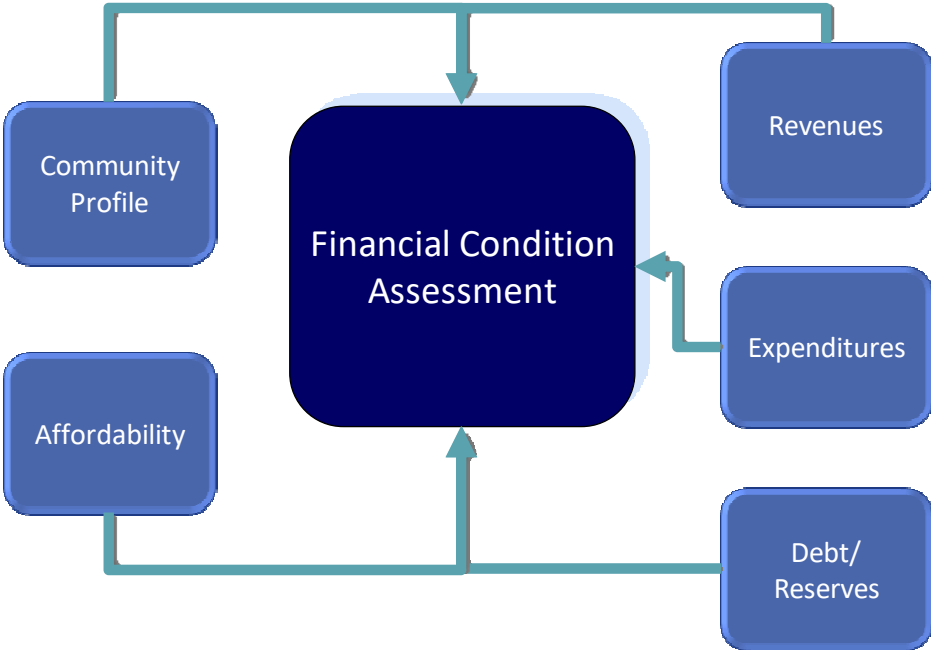 Community
Profile
Revenues
Financial Condition
Assessment
Expenditures
Affordability
Debt/
Reserves